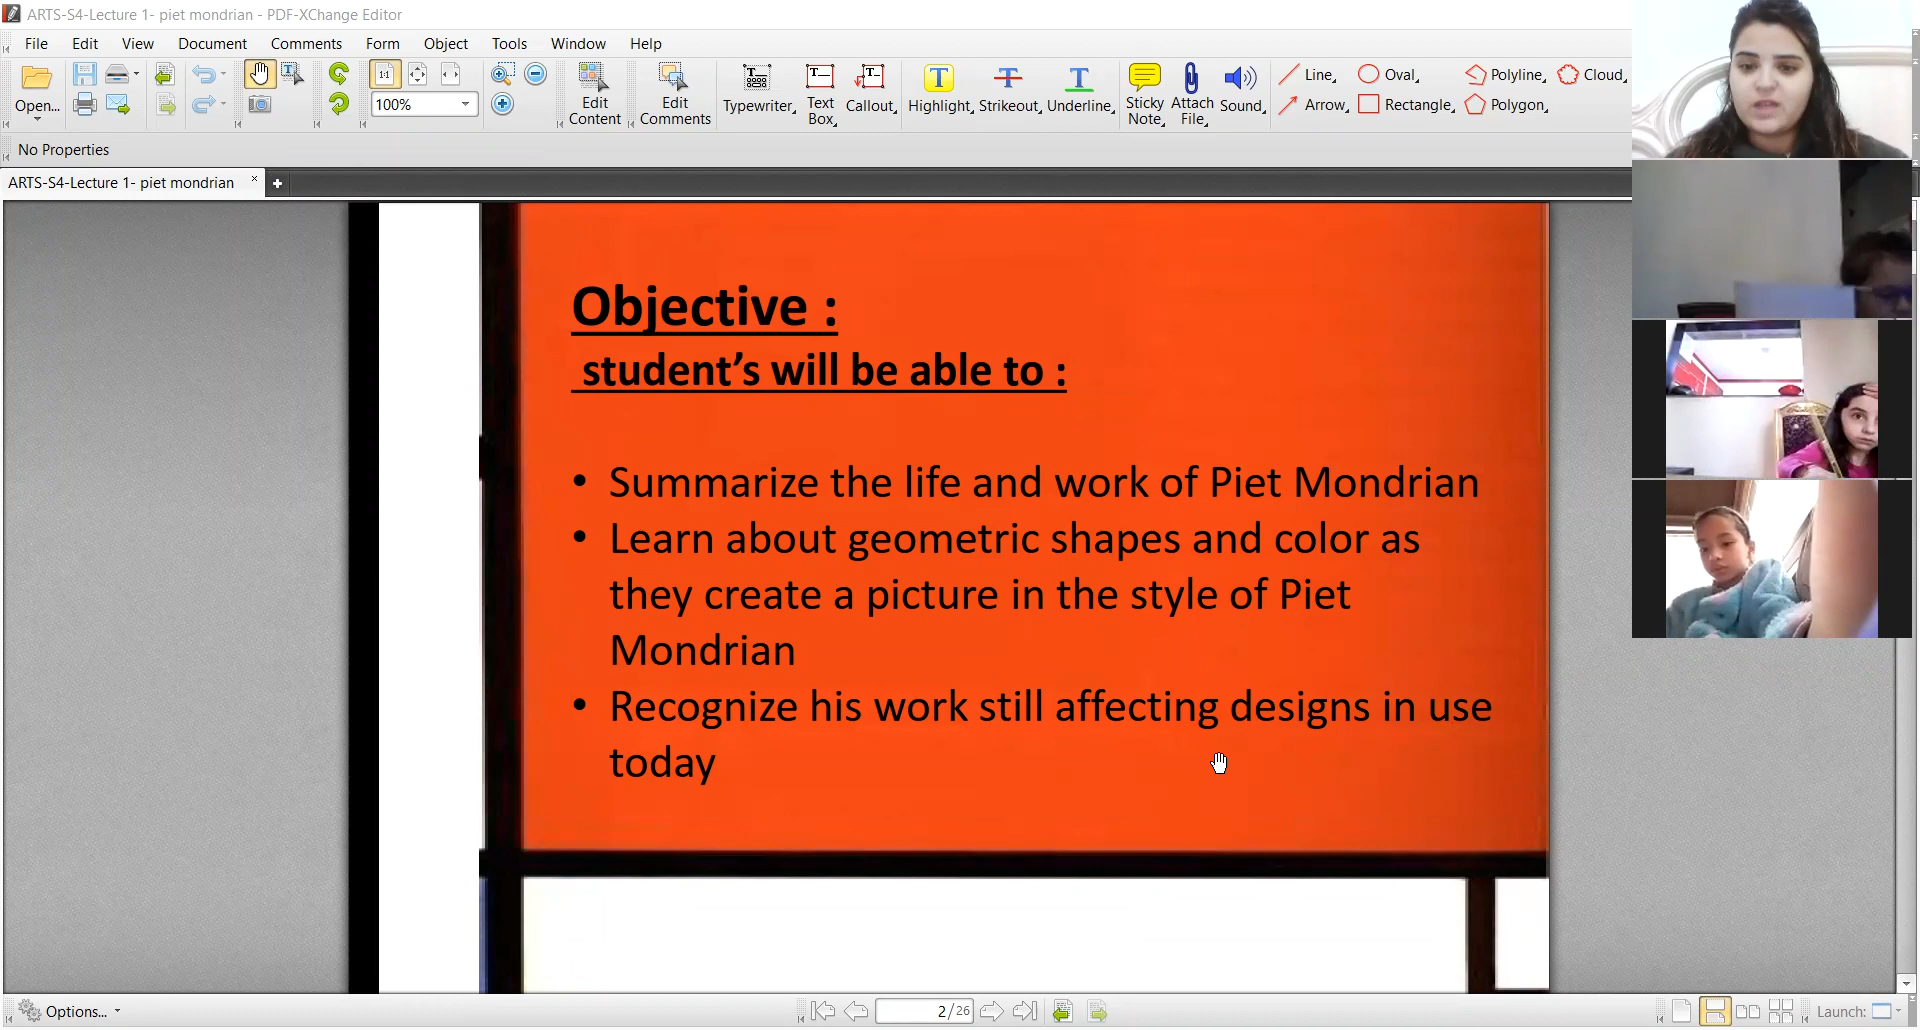 ARTS-S4-Lecture 1- piet mondrian - PDF-XChange Editor
File Edit View Document Comments Form Object Tools Window Help
Open...
1:1
100%
Edit Content
Edit Comments
Typewriter
Text Box
Callout
Highlight
Strikeout
Underline
Sticky Note
Attach File
Sound
Line Oval Polyline Cloud
Arrow Rectangle Polygon
No Properties
ARTS-S4-Lecture 1- piet mondrian
Objective :
student’s will be able to :
• Summarize the life and work of Piet Mondrian
• Learn about geometric shapes and color as
they create a picture in the style of Piet
Mondrian
• Recognize his work still affecting designs in use
today
Options...
2/26
Launch: